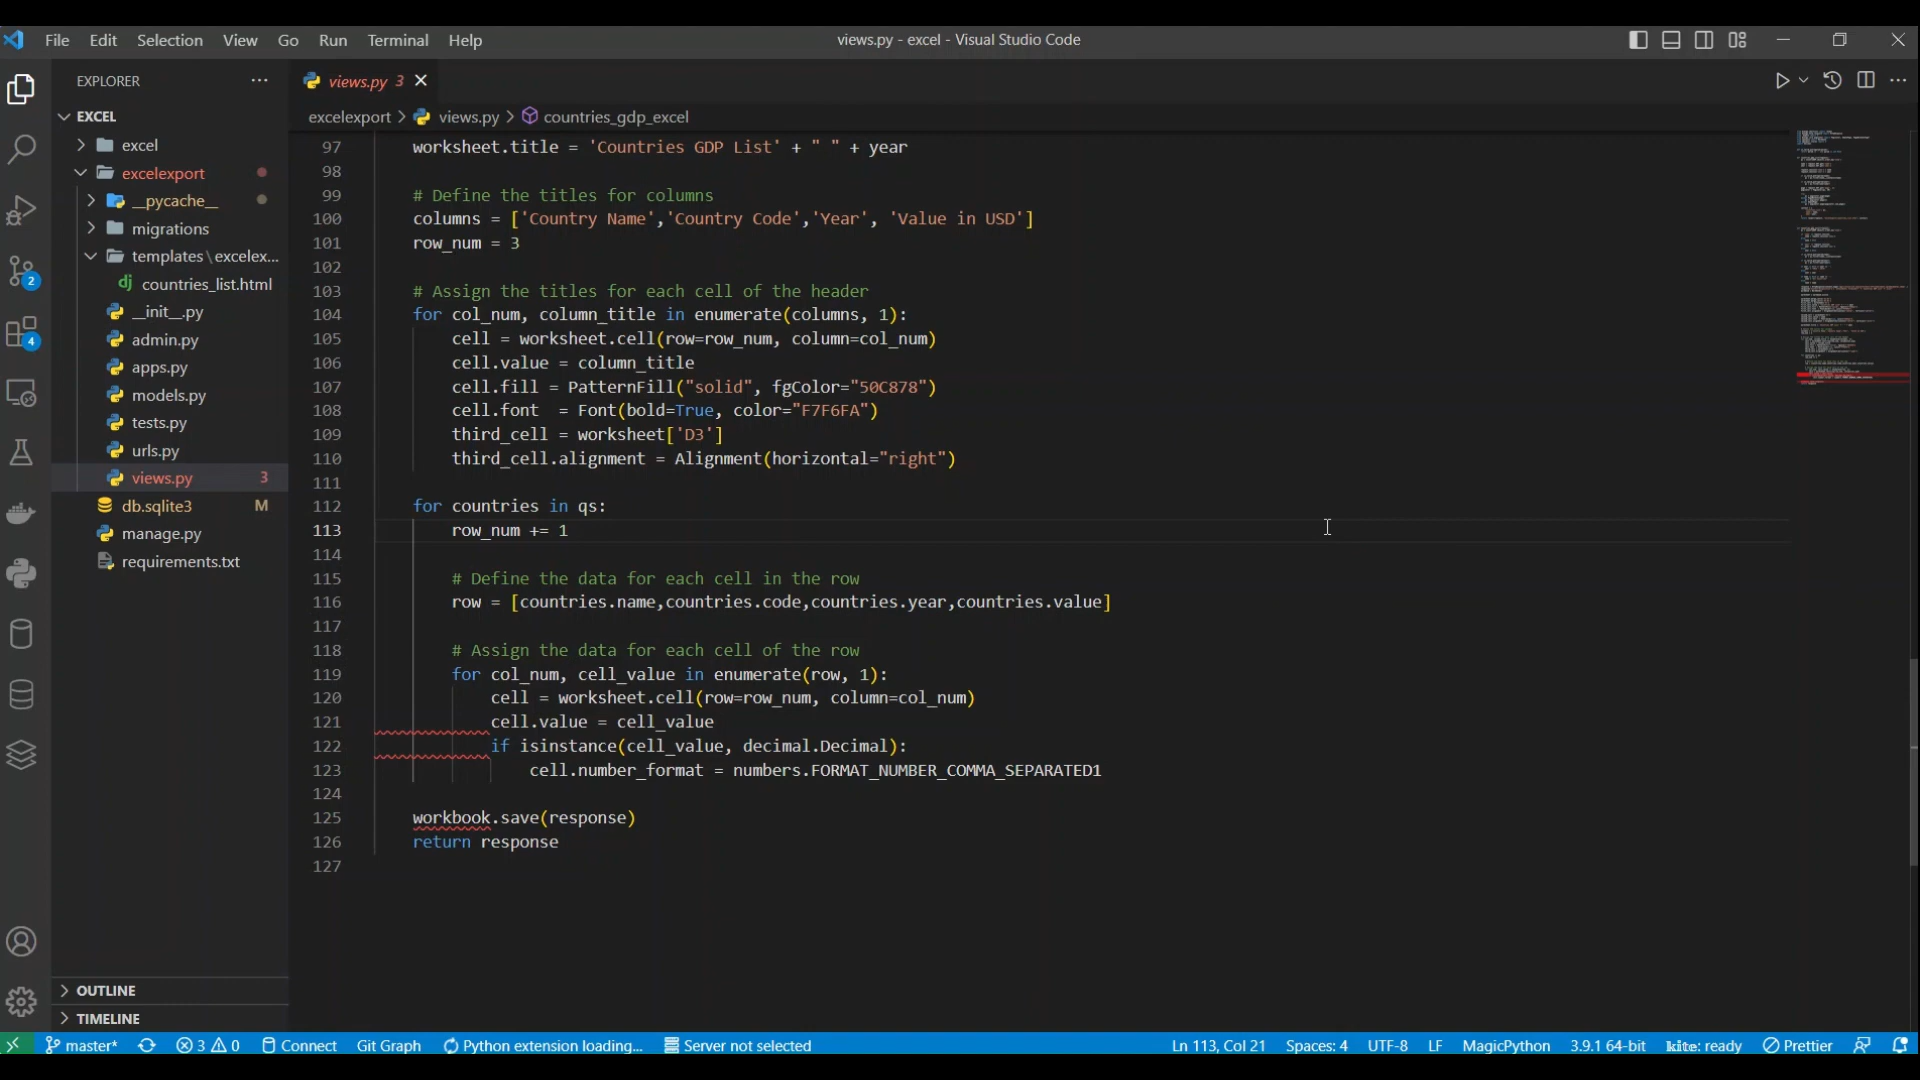 File Edit Selection View Go Run Terminal Help
views.py - excel - Visual Studio Code
EXPLORER
views.py 3
EXCEL
excelexport > views.py > countries_gdp_excel
excel
excelexport
__pycache__
migrations
templates\excelex...
countries_list.html
__init__.py
admin.py
apps.py
models.py
tests.py
urls.py
views.py 3
db.sqlite3 M
manage.py
requirements.txt
OUTLINE
TIMELINE
97 worksheet.title = 'Countries GDP List' + " " + year
98
99 # Define the titles for columns
100 columns = ['Country Name','Country Code','Year', 'Value in USD']
101 row_num = 3
102
103 # Assign the titles for each cell of the header
104 for col_num, column_title in enumerate(columns, 1):
105 cell = worksheet.cell(row=row_num, column=col_num)
106 cell.value = column_title
107 cell.fill = PatternFill("solid", fgColor="50C878")
108 cell.font  = Font(bold=True, color="F7F6FA")
109 third_cell = worksheet['D3']
110 third_cell.alignment = Alignment(horizontal="right")
111
112 for countries in qs:
113 row_num += 1
114
115 # Define the data for each cell in the row
116 row = [countries.name,countries.code,countries.year,countries.value]
117
118 # Assign the data for each cell of the row
119 for col_num, cell_value in enumerate(row, 1):
120 cell = worksheet.cell(row=row_num, column=col_num)
121 cell.value = cell_value
122 if isinstance(cell_value, decimal.Decimal):
123 cell.number_format = numbers.FORMAT_NUMBER_COMMA_SEPARATED1
124
125 workbook.save(response)
126 return response
127
2
4
master* 3 0 Connect Git Graph Python extension loading... Server not selected Ln 113, Col 21 Spaces: 4 UTF-8 LF MagicPython 3.9.1 64-bit kite: ready Prettier